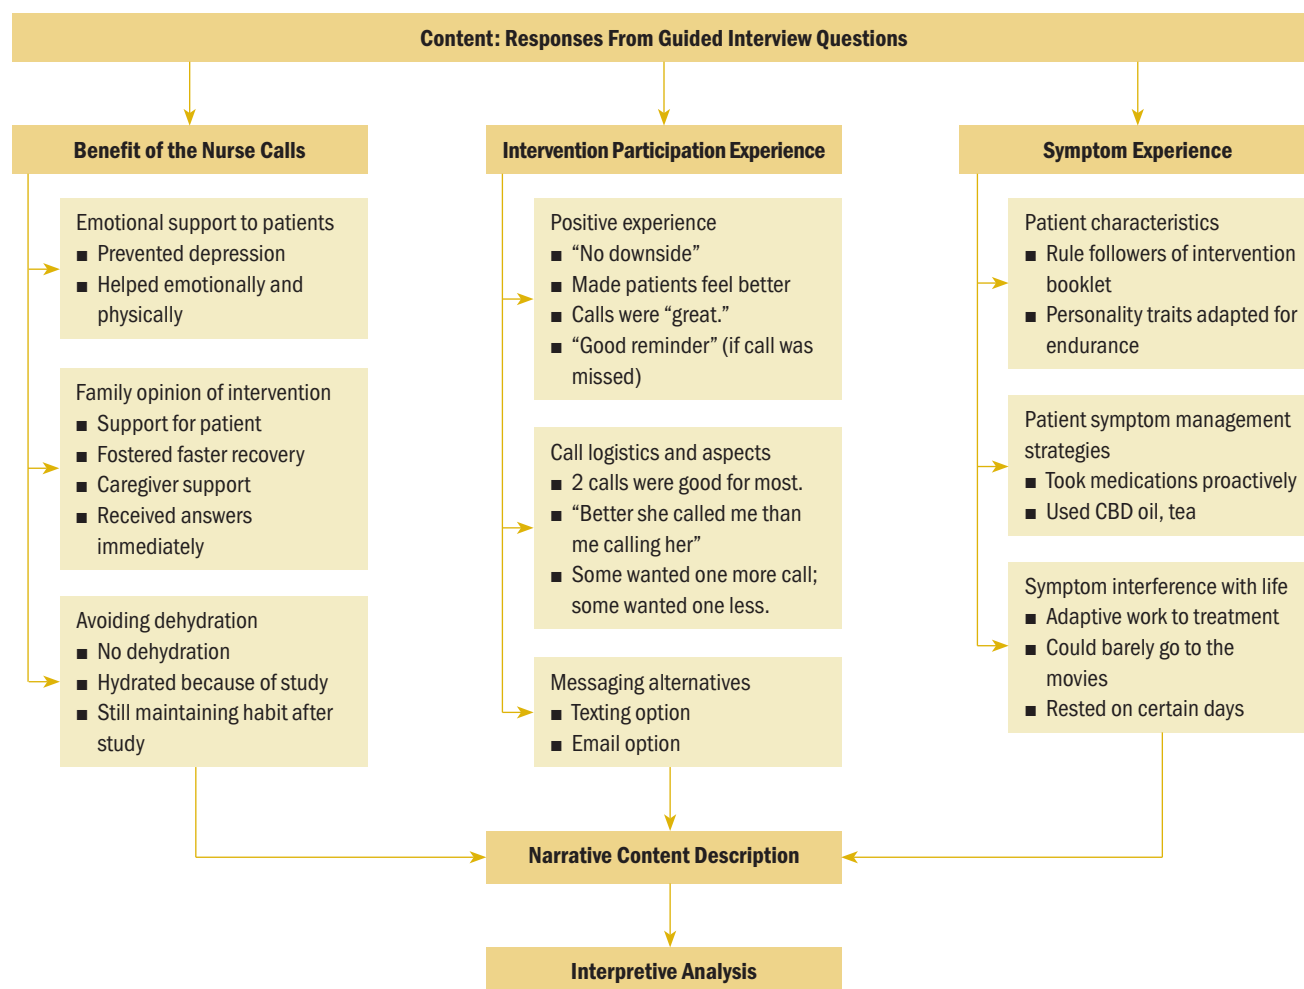 Content: Responses From Guided Interview Questions
Benefit of the Nurse Calls
Emotional support to patients
■ Prevented depression
■ Helped emotionally and
physically
Family opinion of intervention
■ Support for patient
■ Fostered faster recovery
■ Caregiver support
■ Received answers
immediately
Avoiding dehydration
■ No dehydration
■ Hydrated because of study
■ Still maintaining habit after
study
Intervention Participation Experience
Positive experience
■ “No downside”
■ Made patients feel better
■ Calls were “great.”
■ “Good reminder” (if call was
missed)
Call logistics and aspects
■ 2 calls were good for most.
■ “Better she called me than
me calling her”
■ Some wanted one more call;
some wanted one less.
Messaging alternatives
■ Texting option
■ Email option
Symptom Experience
Patient characteristics
■ Rule followers of intervention
booklet
■ Personality traits adapted for
endurance
Patient symptom management
strategies
■ Took medications proactively
■ Used CBD oil, tea
Symptom interference with life
■ Adaptive work to treatment
■ Could barely go to the
movies
■ Rested on certain days
Narrative Content Description
Interpretive Analysis